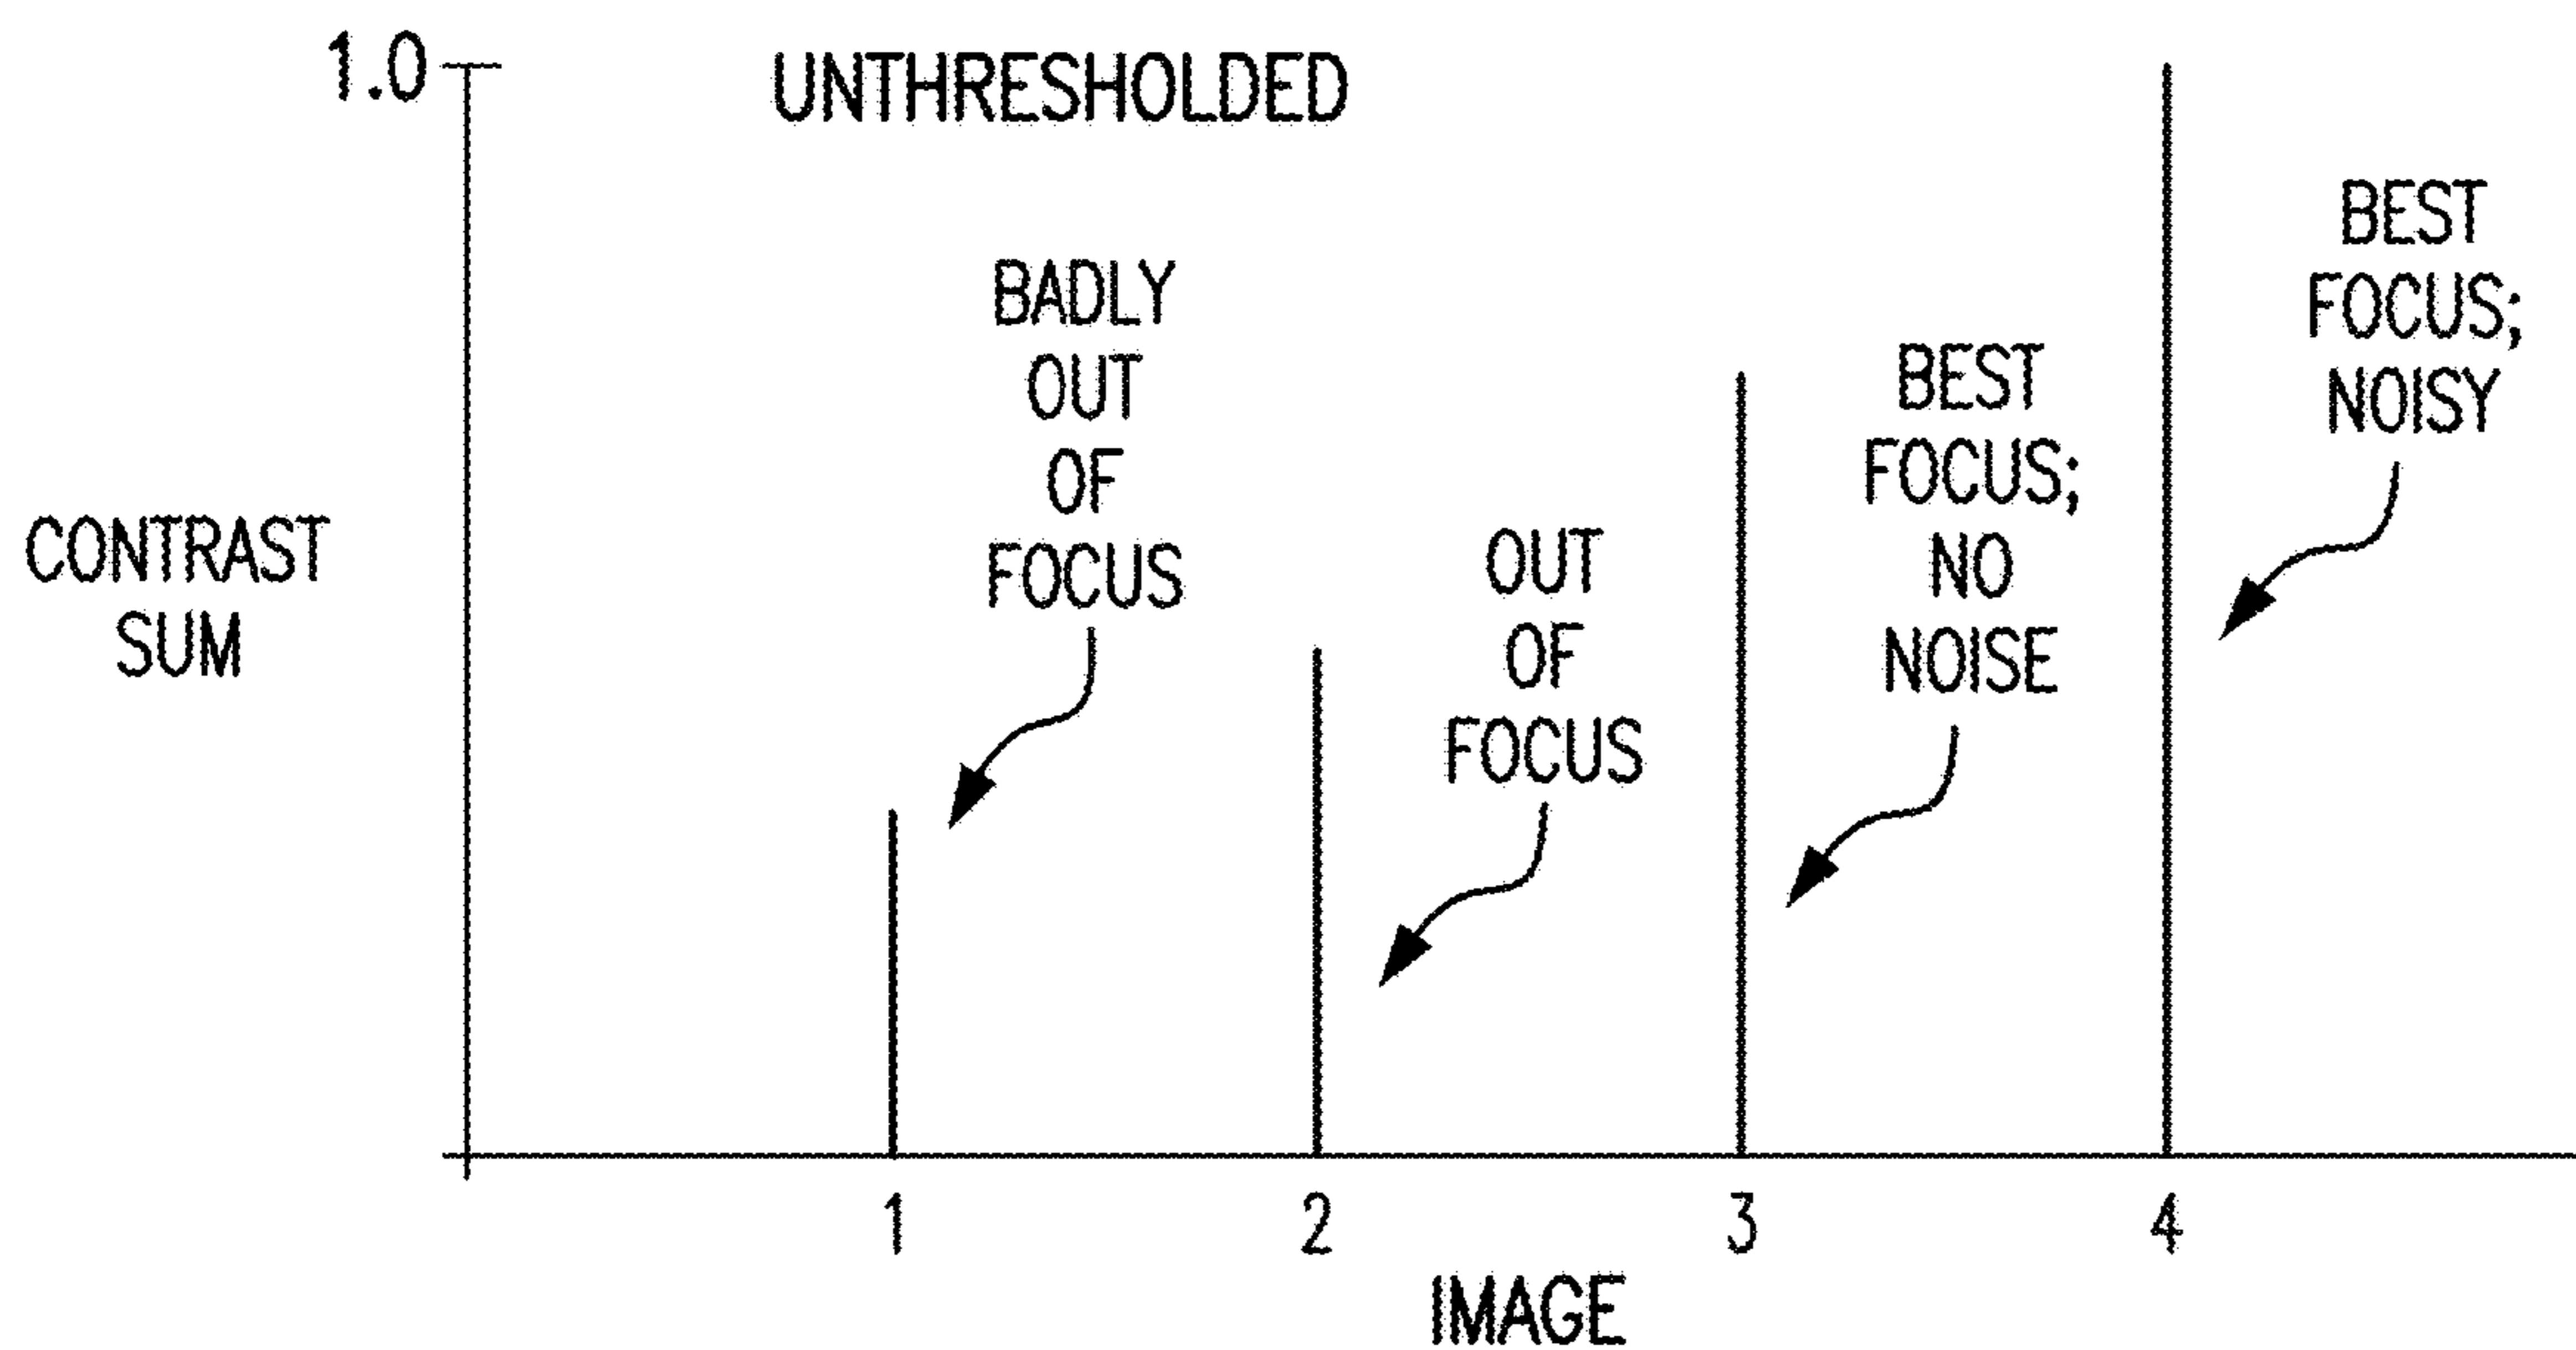 1.0
UNTHRESHOLDED
CONTRAST
SUM
BADLY
OUT
OF
FOCUS
OUT
OF
FOCUS
BEST
FOCUS;
NO
NOISE
BEST
FOCUS;
NOISY
1 2 3 4
IMAGE